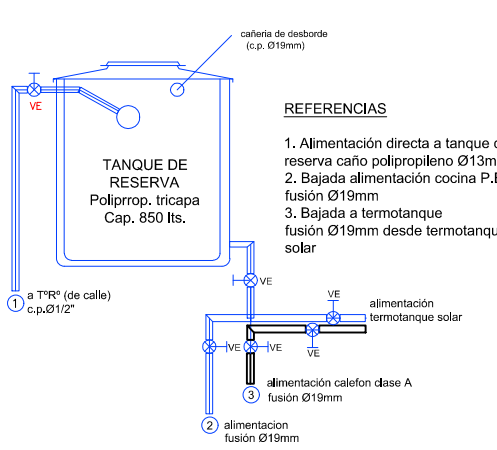 cañeria de desborde
(c.p. Ø19mm)
VE
TANQUE DE
RESERVA
Poliprrop. tricapa
Cap. 850 lts.
REFERENCIAS
1. Alimentación directa a tanque
reserva caño polipropileno Ø13m
2. Bajada alimentación cocina
fusión Ø19mm
3. Bajada a termotanque
fusión Ø19mm desde termotanqu
solar
VE
1 a TºRº (de calle)
c.p.Ø1/2"
VE
alimentación
termotanque solar
VE
VE
VE
3 alimentación calefon clase A
fusión Ø19mm
2 alimentacion
fusión Ø19mm